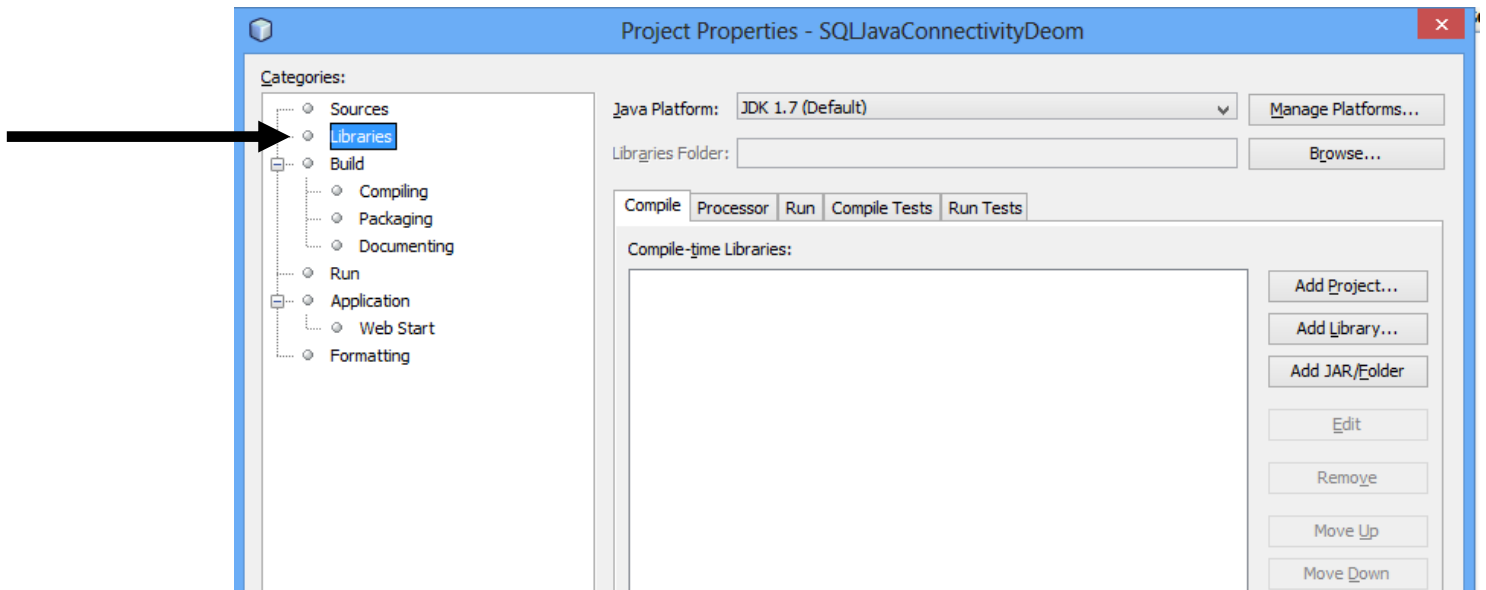 Project Properties - SQLJavaConnectivityDeom
Categories:
Sources
Libraries
Build
Compiling
Packaging
Documenting
Run
Application
Web Start
Formatting
Java Platform: JDK 1.7 (Default) Manage Platforms...
Libraries Folder: Browse...
Compile Processor Run Compile Tests Run Tests
Compile-time Libraries:
Add Project...
Add Library...
Add JAR/Folder
Edit
Remove
Move Up
Move Down